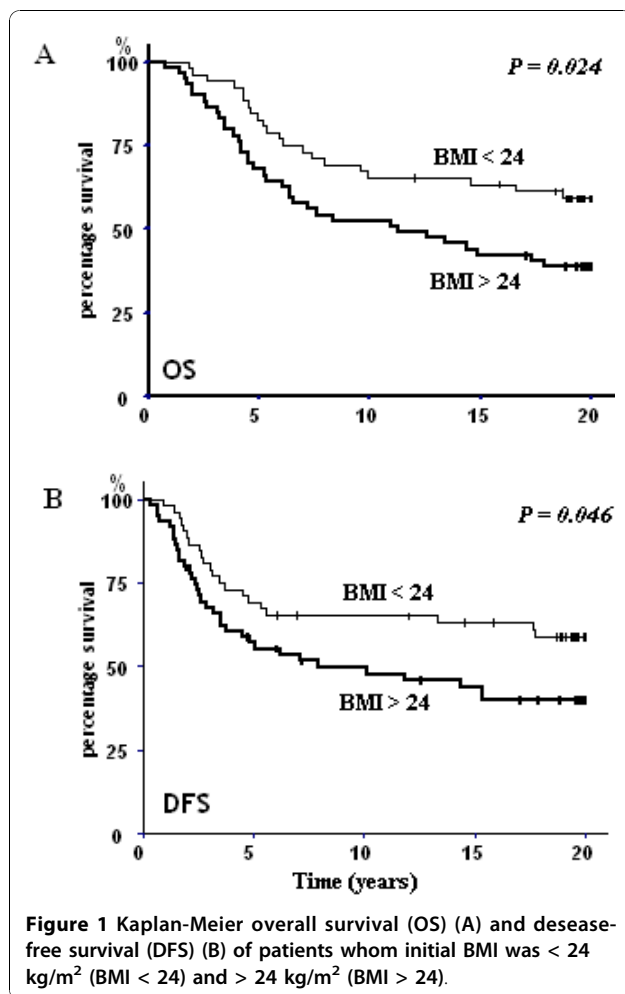 A
%
100
P = 0.024
75
BMI < 24
50
BMI > 24
25
OS
0
0 5 10 15 20
percentage survival
B
%
100
P = 0.046
75
BMI < 24
50
BMI > 24
25
DFS
0
0 5 10 15 20
percentage survival
Time (years)
Figure 1 Kaplan-Meier overall survival (OS) (A) and desease-
free survival (DFS) (B) of patients whom initial BMI was < 24
kg/m² (BMI < 24) and > 24 kg/m² (BMI > 24).